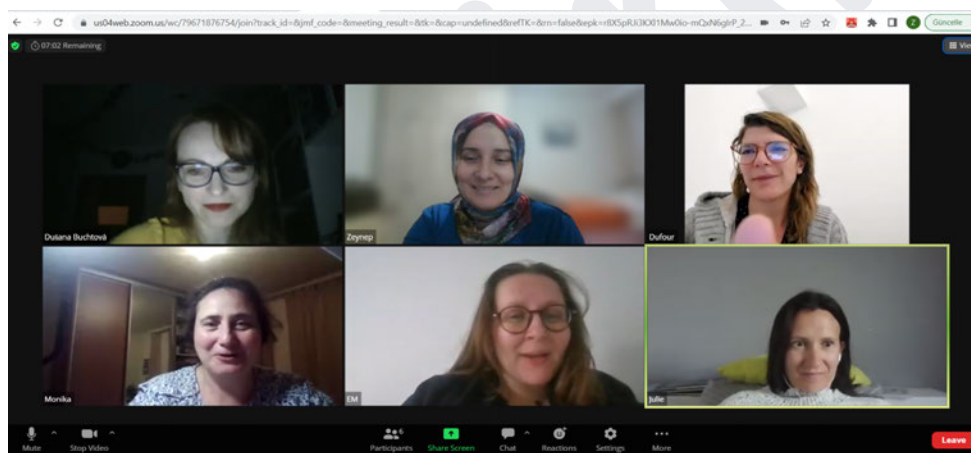 us04web.zoom.us/wc/79671876754/join?track_id=&jmf_code=&meeting_result=&tk=&cap=undefined&refTK=&rn=false&epk=
Güncelle
07:02 Remaining
Dušana Buchtová
Zeynep
Dufour
Monika
EM
Julie
Mute
Stop Video
Participants
6
Share Screen
Chat
Reactions
Settings
More
Leave